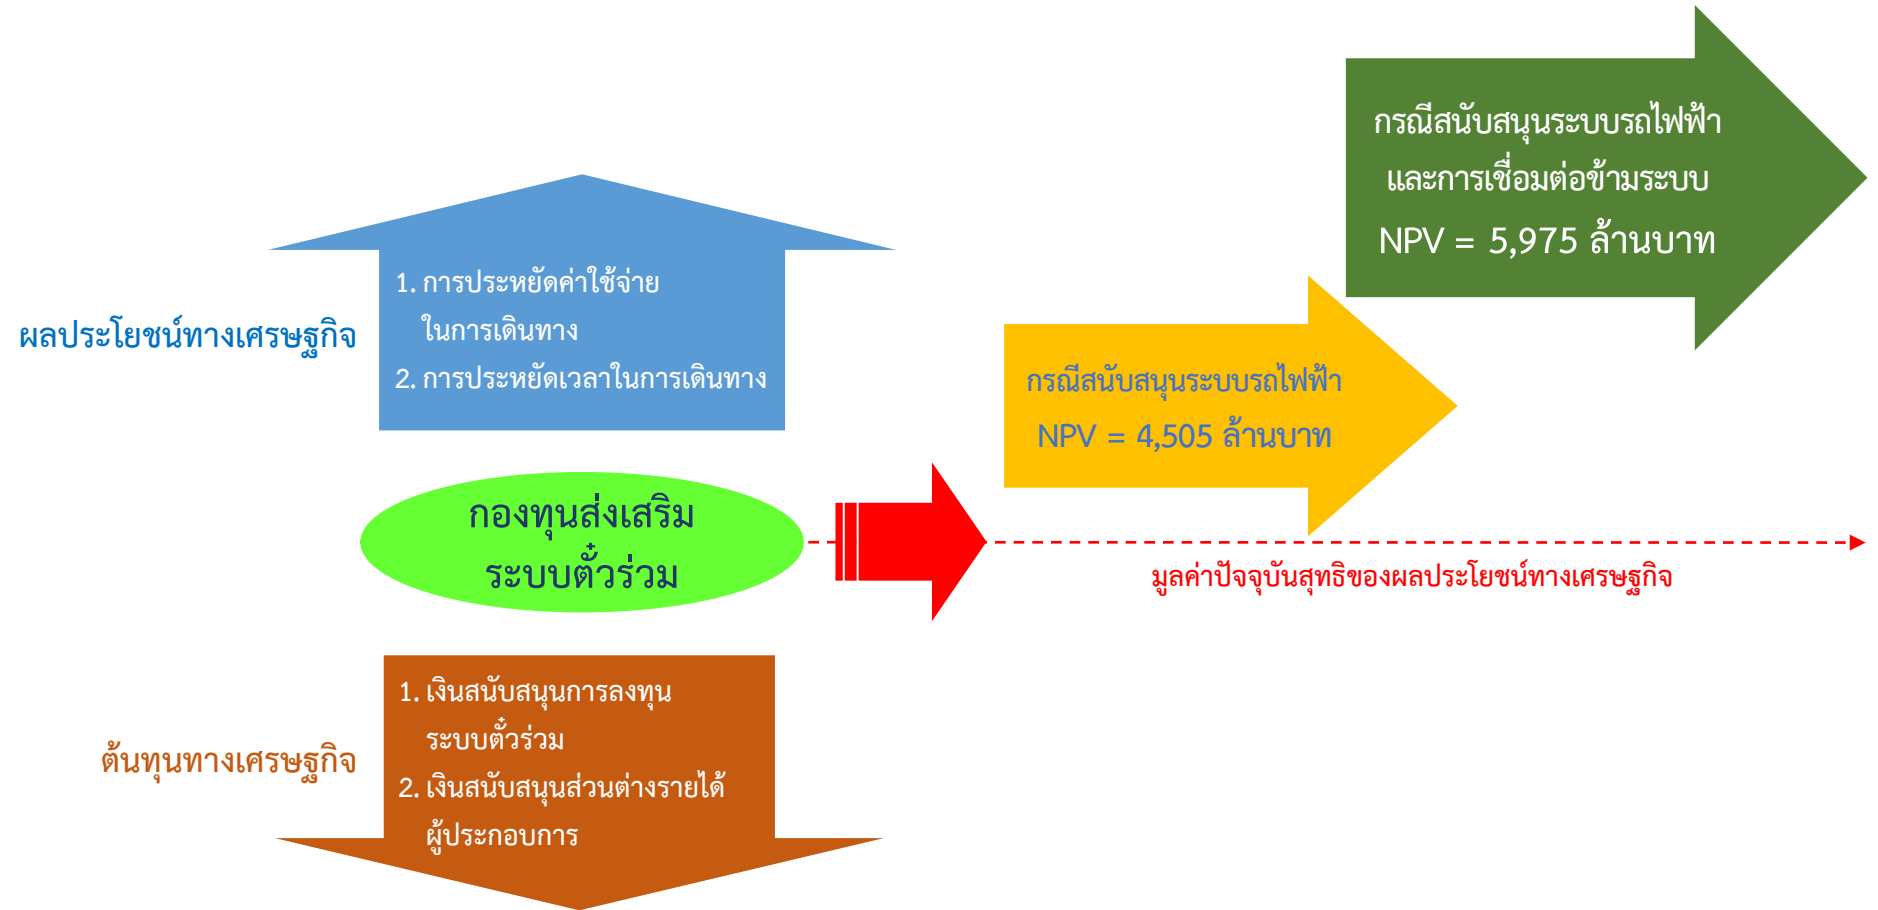 ผลประโยชน์ทางเศรษฐกิจ
1. การประหยัดค่าใช้จ่าย
ในการเดินทาง
2. การประหยัดเวลาในการเดินทาง
กองทุนส่งเสริม
ระบบตั๋วร่วม
ต้นทุนทางเศรษฐกิจ
1. เงินสนับสนุนการลงทุน
ระบบตั๋วร่วม
2. เงินสนับสนุนส่วนต่างรายได้
ผู้ประกอบการ
กรณีสนับสนุนระบบรถไฟฟ้า
NPV = 4,505 ล้านบาท
กรณีสนับสนุนระบบรถไฟฟ้า
และการเชื่อมต่อข้ามระบบ
NPV = 5,975 ล้านบาท
มูลค่าปัจจุบันสุทธิของผลประโยชน์ทางเศรษฐกิจ